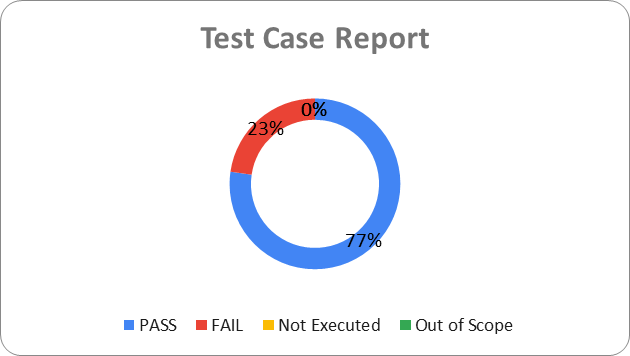 Test Case Report
0%
23%
77%
PASS FAIL Not Executed Out of Scope